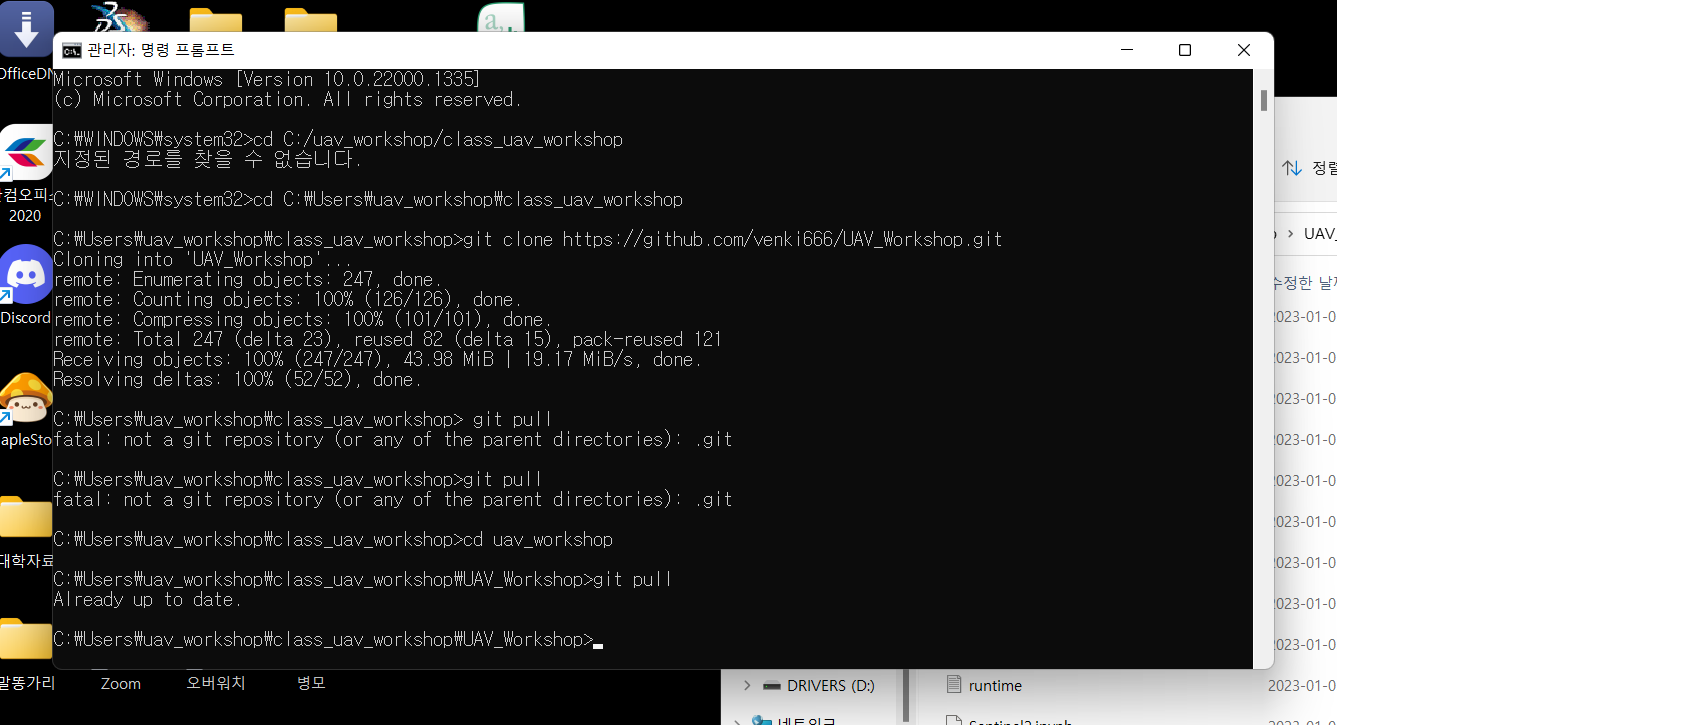 관리자: 명령 프롬프트
Microsoft Windows [Version 10.0.22000.1335]
(c) Microsoft Corporation. All rights reserved.
C:₩WINDOWS₩system32>cd C:/uav_workshop/class_uav_workshop
지정된 경로를 찾을 수 없습니다.
C:₩WINDOWS₩system32>cd C:₩Users₩uav_workshop₩class_uav_workshop
C:₩Users₩uav_workshop₩class_uav_workshop>git clone https://github.com/venki666/UAV_Workshop.git
Cloning into 'UAV_Workshop'...
remote: Enumerating objects: 247, done.
remote: Counting objects: 100% (126/126), done.
remote: Compressing objects: 100% (101/101), done.
remote: Total 247 (delta 23), reused 82 (delta 15), pack-reused 121
Receiving objects: 100% (247/247), 43.98 MiB | 19.17 MiB/s, done.
Resolving deltas: 100% (52/52), done.
C:₩Users₩uav_workshop₩class_uav_workshop> git pull
fatal: not a git repository (or any of the parent directories): .git
C:₩Users₩uav_workshop₩class_uav_workshop>git pull
fatal: not a git repository (or any of the parent directories): .git
C:₩Users₩uav_workshop₩class_uav_workshop>cd uav_workshop
C:₩Users₩uav_workshop₩class_uav_workshop₩UAV_Workshop>git pull
Already up to date.
C:₩Users₩uav_workshop₩class_uav_workshop₩UAV_Workshop>
OfficeDN
2020
Discord
apleSto
대학자료
말똥가리
Zoom
오버워치
병모
정렬
UAV_
수정한 날짜
2023-01-0
2023-01-0
2023-01-0
2023-01-0
2023-01-0
2023-01-0
2023-01-0
2023-01-0
2023-01-0
DRIVERS (D:)
runtime
2023-01-0
네트워크
Sentinel2.ipynb